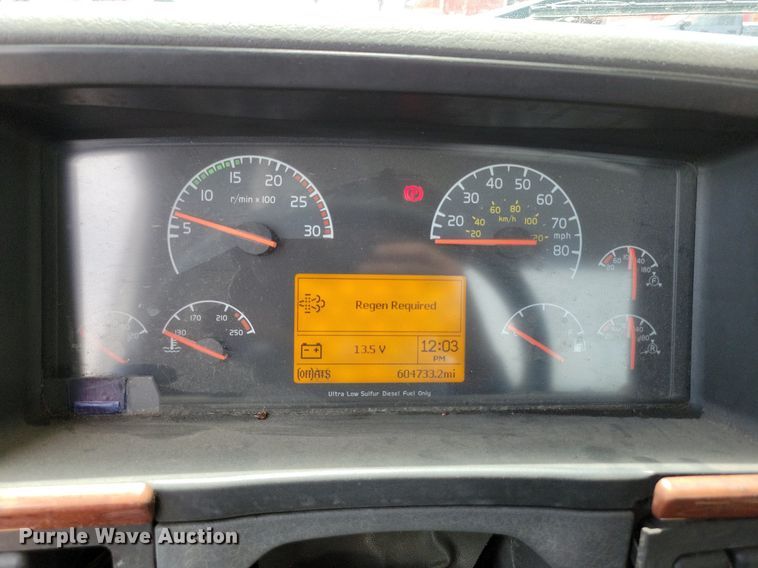 5
10
15
20
25
30
r/min x 100
20
30
40
50
60
70
80
mph
20
40
60
80
100
km/h
130
170
210
250
Regen Required
13.5 V
12:03
PM
604733.2mi
Ultra Low Sulfur Diesel Fuel Only
F
R
Purple Wave Auction